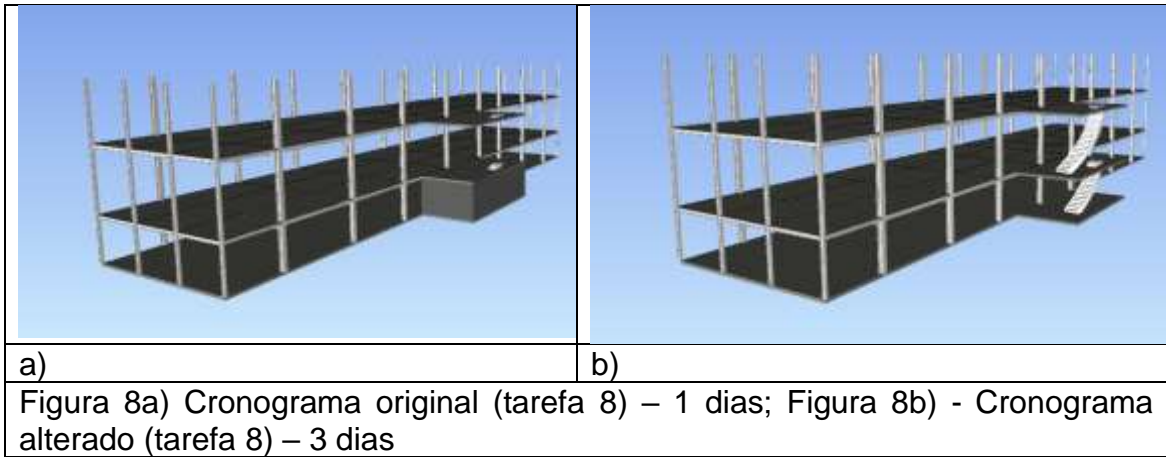 a)
b)
Figura 8a) Cronograma original (tarefa 8) – 1 dias; Figura 8b) - Cronograma
alterado (tarefa 8) – 3 dias